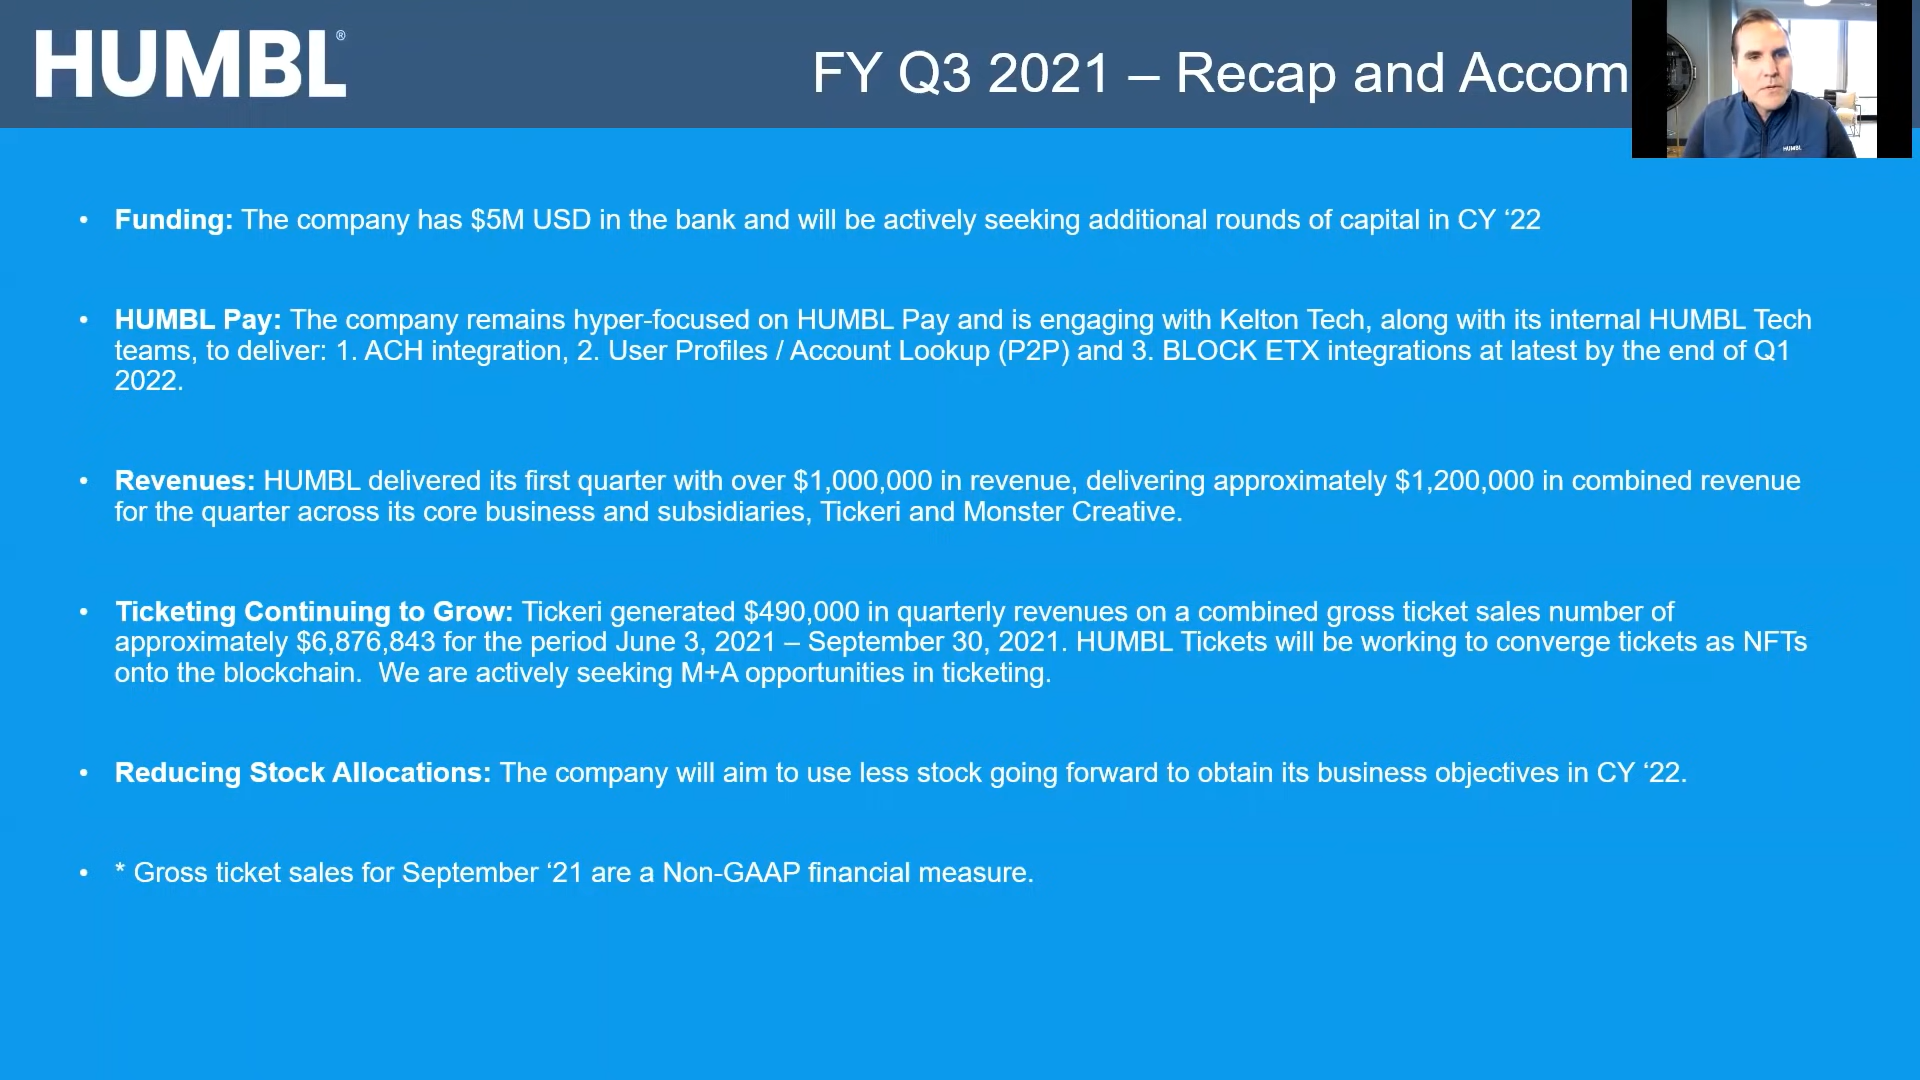 HUMBL®
FY Q3 2021 – Recap and Accom
HUMBL
• Funding: The company has $5M USD in the bank and will be actively seeking additional rounds of capital in CY ‘22
• HUMBL Pay: The company remains hyper-focused on HUMBL Pay and is engaging with Kelton Tech, along with its internal HUMBL Tech
teams, to deliver: 1. ACH integration, 2. User Profiles / Account Lookup (P2P) and 3. BLOCK ETX integrations at latest by the end of Q1
2022.
• Revenues: HUMBL delivered its first quarter with over $1,000,000 in revenue, delivering approximately $1,200,000 in combined revenue
for the quarter across its core business and subsidiaries, Tickeri and Monster Creative.
• Ticketing Continuing to Grow: Tickeri generated $490,000 in quarterly revenues on a combined gross ticket sales number of
approximately $6,876,843 for the period June 3, 2021 – September 30, 2021. HUMBL Tickets will be working to converge tickets as NFTs
onto the blockchain.  We are actively seeking M+A opportunities in ticketing.
• Reducing Stock Allocations: The company will aim to use less stock going forward to obtain its business objectives in CY ‘22.
• * Gross ticket sales for September ‘21 are a Non-GAAP financial measure.